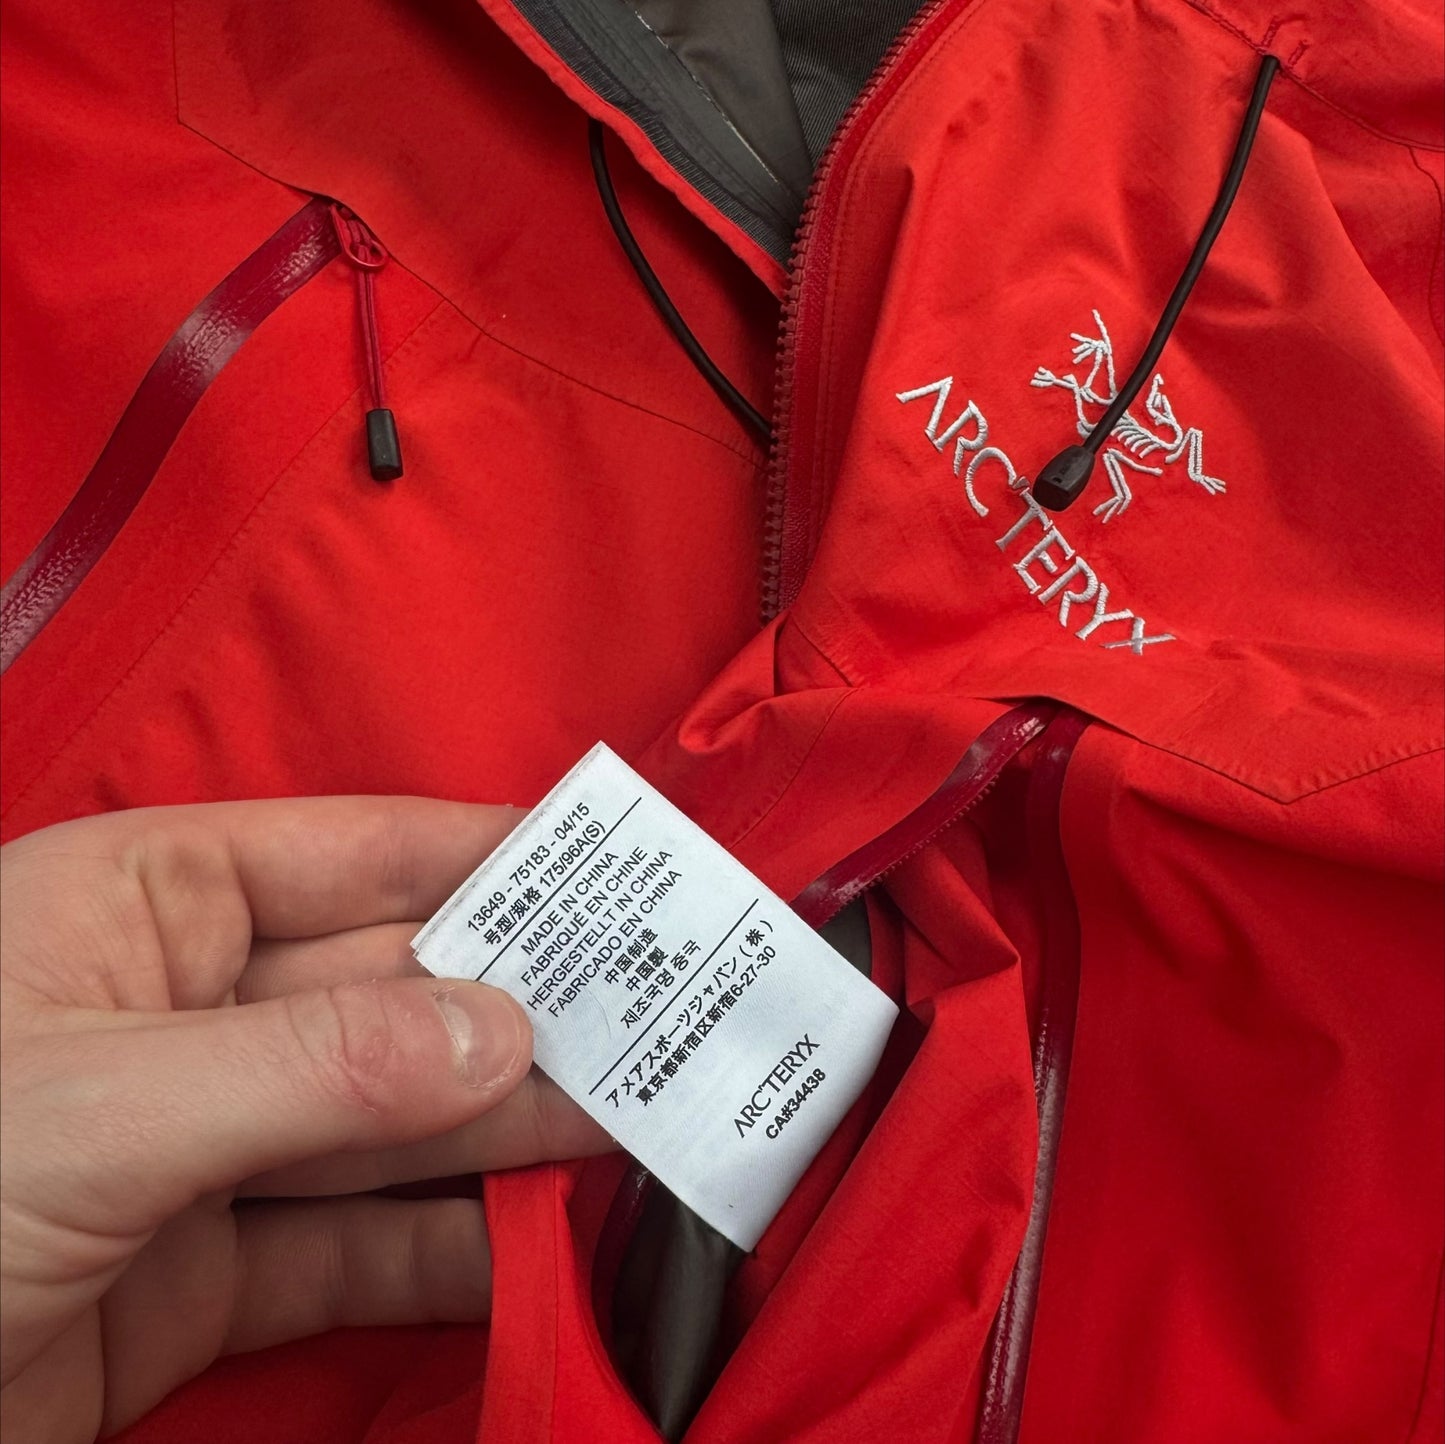 ARC'TERYX
13649 - 75183 - 04/15
号型/规格 175/96A(S)
MADE IN CHINA
FABRIQUÉ EN CHINE
HERGESTELLT IN CHINA
FABRICADO EN CHINA
中国制造
中國製
제조국명 중국
アメアスポーツジャパン(株)
東京都新宿区新宿6-27-30
ARC'TERYX
CA#34438